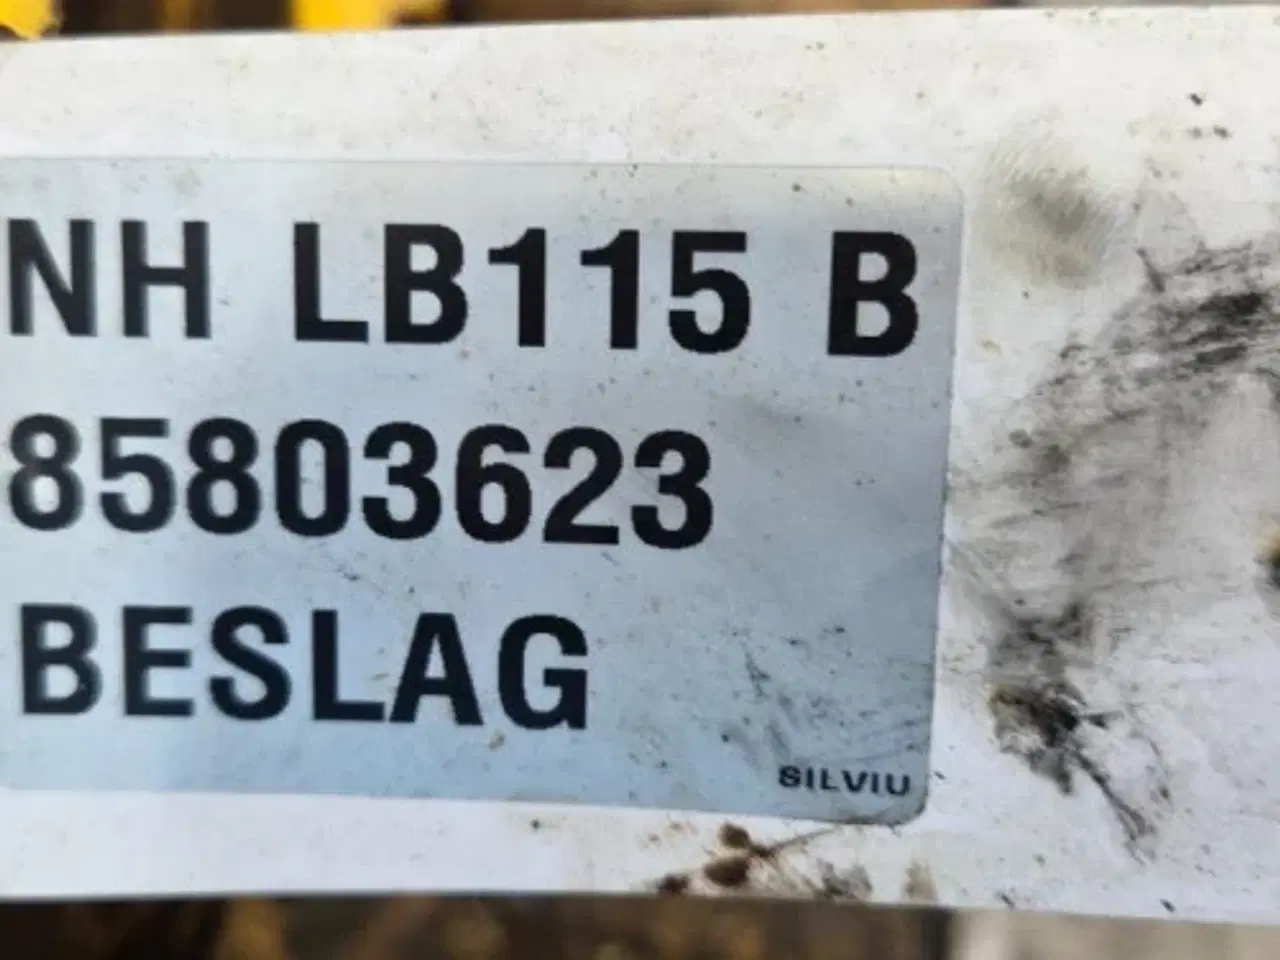 NH LB115 B
85803623
BESLAG
SILVIU